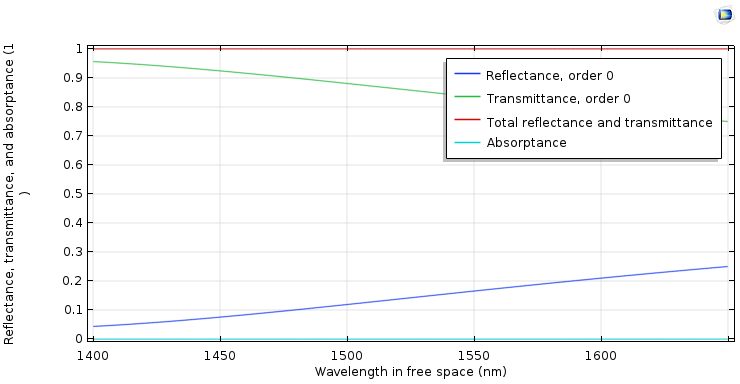 Reflectance, transmittance, and absorptance (1
)
1
0.9
0.8
0.7
0.6
0.5
0.4
0.3
0.2
0.1
0
Reflectance, order 0
Transmittance, order 0
Total reflectance and transmittance
Absorptance
1400 1450 1500 1550 1600
Wavelength in free space (nm)